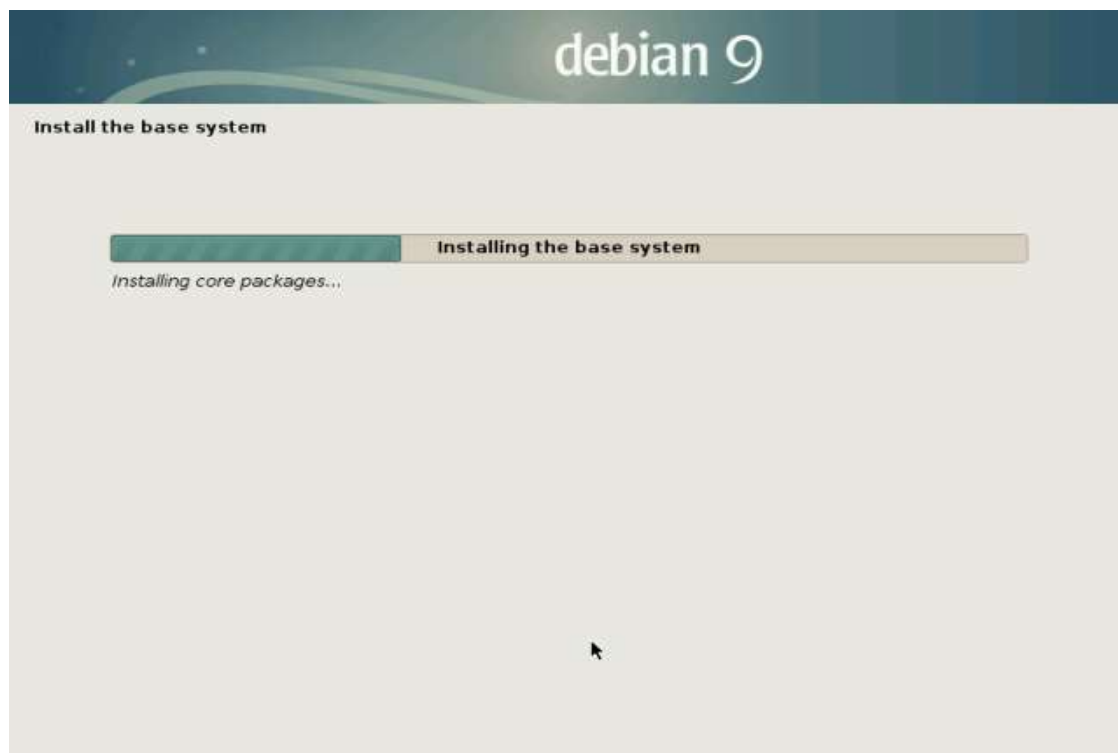 debian 9
Install the base system
Installing the base system
Installing core packages...